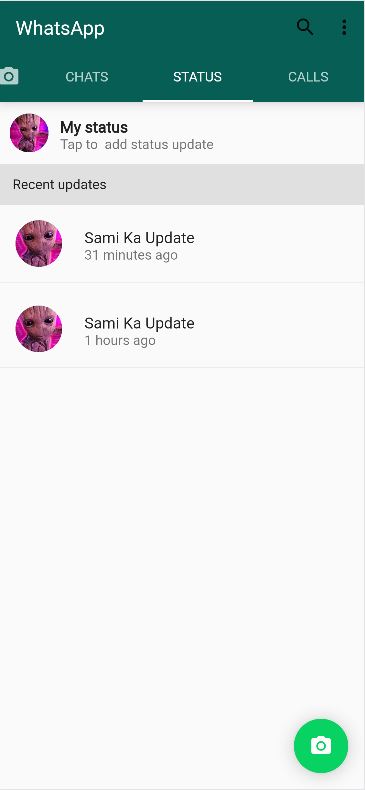 WhatsApp
CHATS
STATUS
CALLS
My status
Tap to  add status update
Recent updates
Sami Ka Update
31 minutes ago
Sami Ka Update
1 hours ago